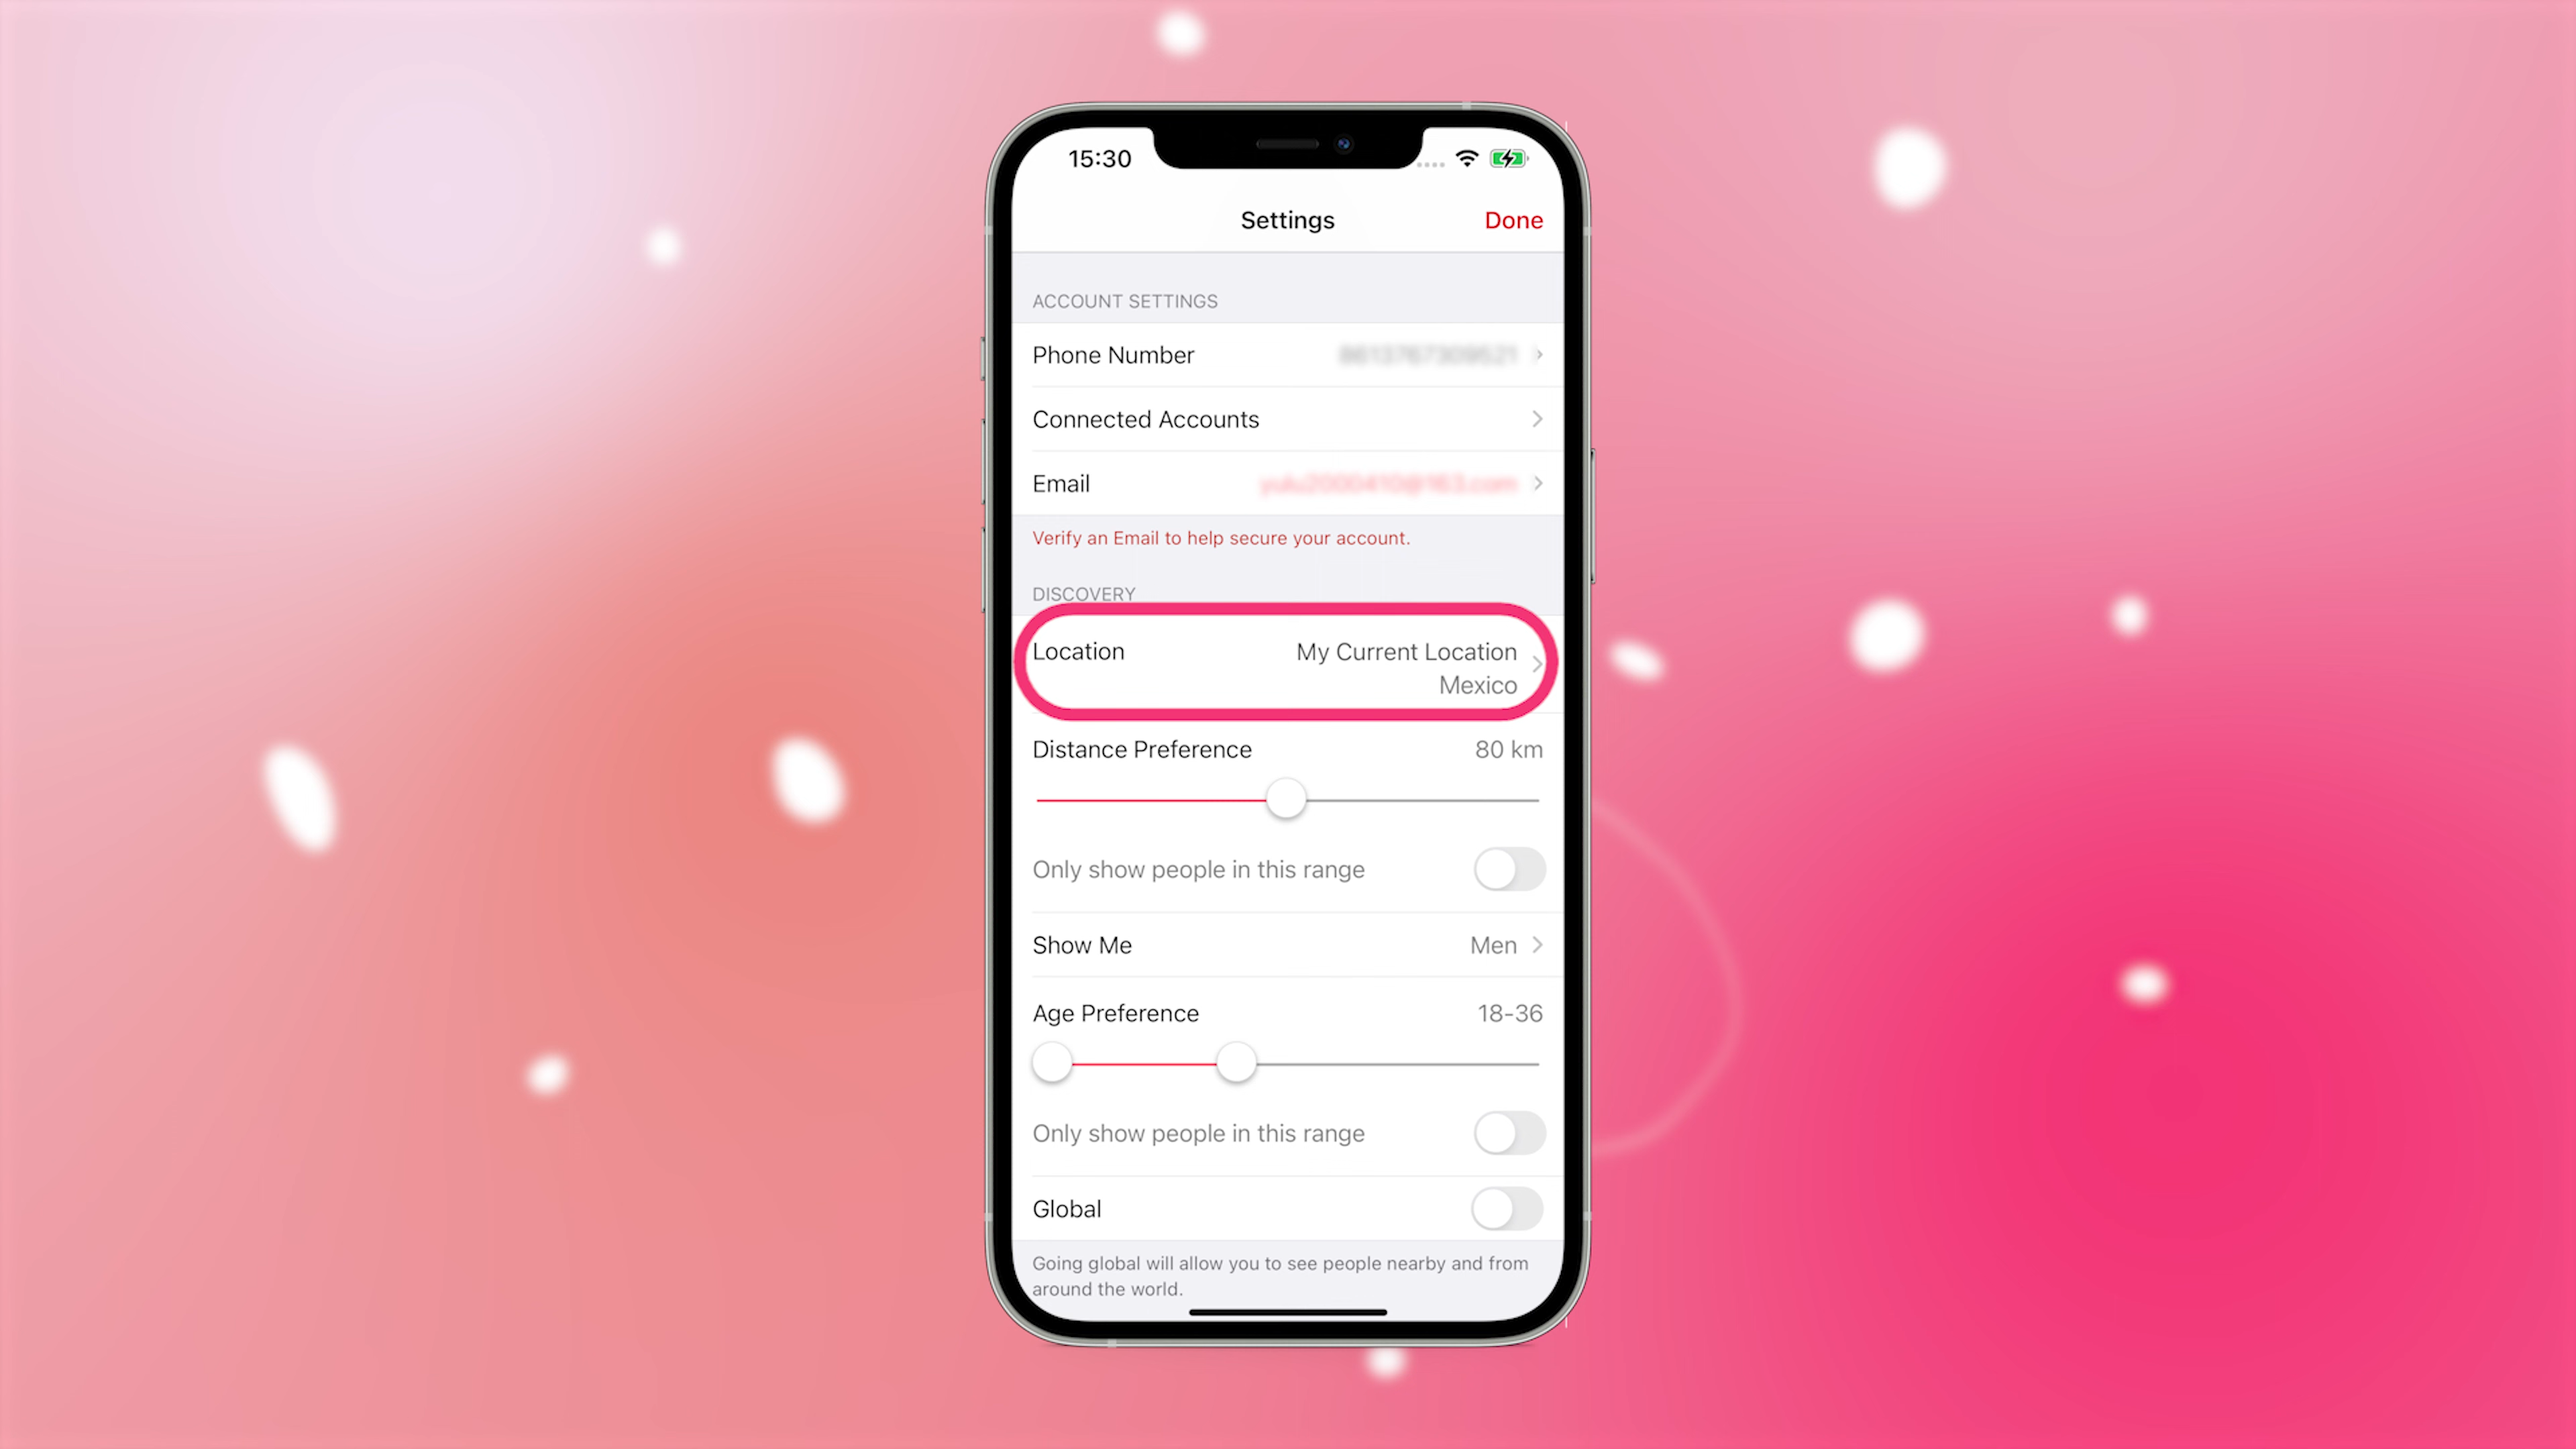 15:30
Settings
Done
ACCOUNT SETTINGS
Phone Number
Connected Accounts
Email
Verify an Email to help secure your account.
DISCOVERY
Location My Current Location
Mexico
Distance Preference 80 km
Only show people in this range
Show Me Men
Age Preference 18-36
Only show people in this range
Global
Going global will allow you to see people nearby and from
around the world.